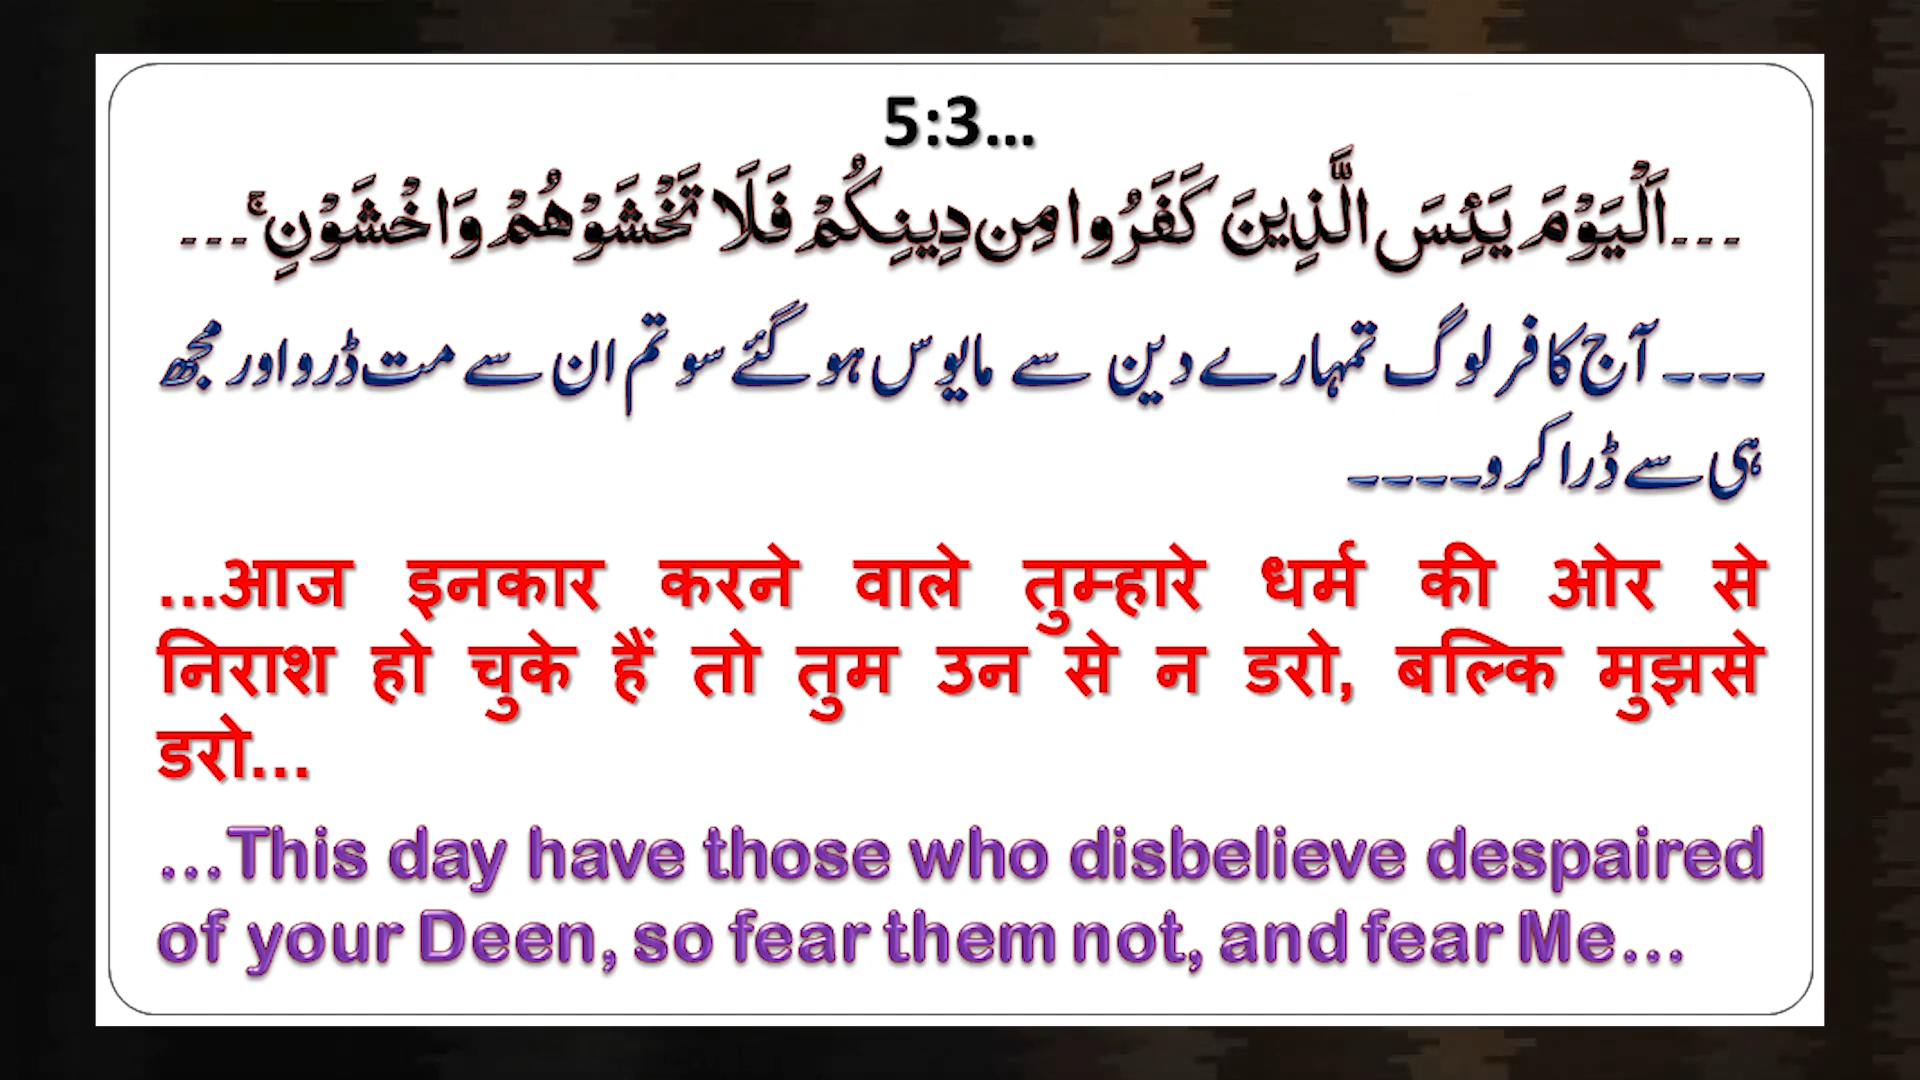 5:3...
...اَلْيَوْمَ يَئِسَ الَّذِينَ كَفَرُوا مِن دِينِكُمْ فَلَا تَخْشَوْهُمْ وَاخْشَوْنِ ۚ...
--- آج کافر لوگ تمہارے دین سے مایوس ہو گئے سو تم ان سے مت ڈرو اور مجھ
ہی سے ڈرا کرو----
...आज इनकार करने वाले तुम्हारे धर्म की ओर से
निराश हो चुके हैं तो तुम उन से न डरो, बल्कि मुझसे
डरो...
...This day have those who disbelieve despaired
of your Deen, so fear them not, and fear Me...